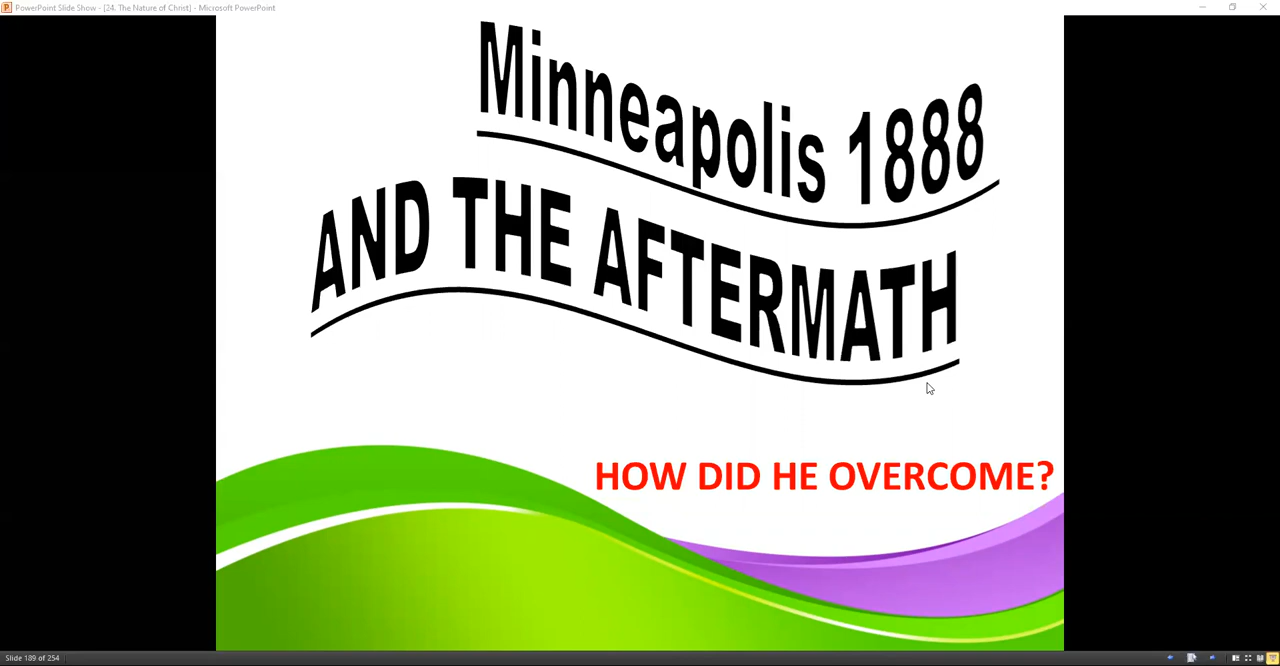 PowerPoint Slide Show - [24. The Nature of Christ] - Microsoft PowerPoint
Minneapolis 1888
AND THE AFTERMATH
HOW DID HE OVERCOME?
Slide 189 of 254